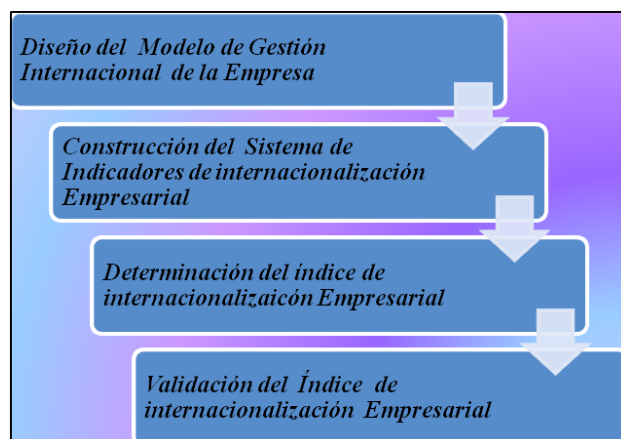 Diseño del Modelo de Gestión
Internacional de la Empresa
Construcción del Sistema de
Indicadores de internacionalización
Empresarial
Determinación del índice de
internacionalizaicón Empresarial
Validación del Índice de
internacionalización Empresarial